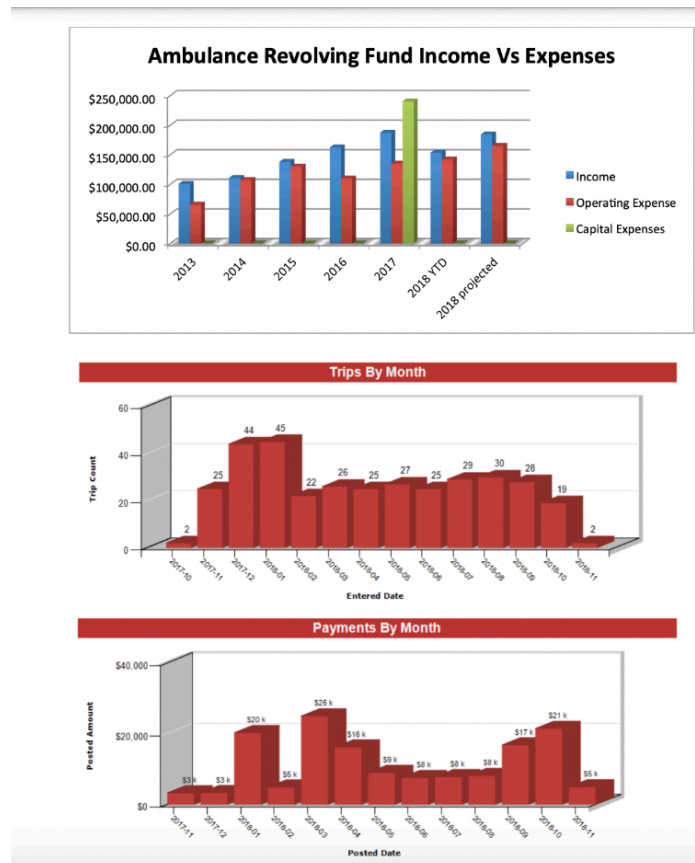 Ambulance Revolving Fund Income Vs Expenses
$250,000.00
$200,000.00
$150,000.00
$100,000.00
$50,000.00
$0.00
2013
2014
2015
2016
2017
2018 YTD
2018 projected
Income
Operating Expense
Capital Expenses
Trips By Month
Trip Count
60
40
20
0
2
25
44
45
22
26
25
27
25
29
30
28
19
2
2017-10
2017-11
2017-12
2018-01
2018-02
2018-03
2018-04
2018-05
2018-06
2018-07
2018-08
2018-09
2018-10
2018-11
Entered Date
Payments By Month
Posted Amount
$40,000
$20,000
$0
$3 k
$3 k
$20 k
$5 k
$25 k
$16 k
$9 k
$8 k
$8 k
$8 k
$17 k
$21 k
$5 k
2017-11
2017-12
2018-01
2018-02
2018-03
2018-04
2018-05
2018-06
2018-07
2018-08
2018-09
2018-10
2018-11
Posted Date